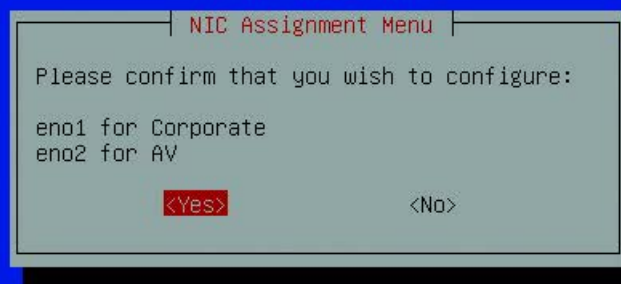 NIC Assignment Menu
Please confirm that you wish to configure:
eno1 for Corporate
eno2 for AV
<Yes> <No>